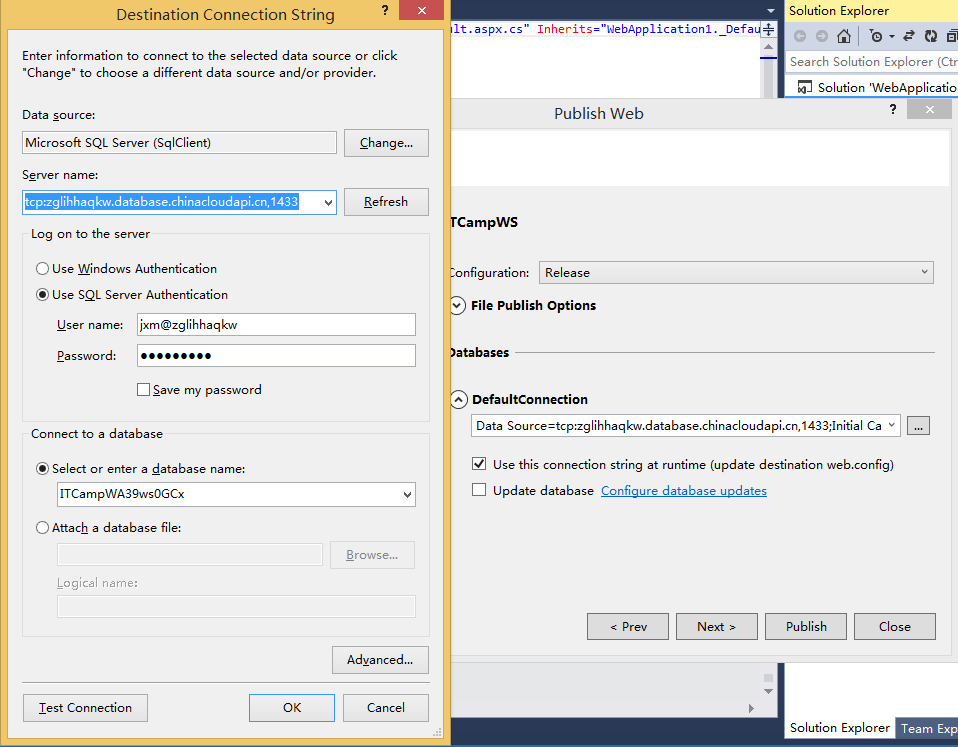 Destination Connection String
?
Enter information to connect to the selected data source or click
"Change" to choose a different data source and/or provider.
Data source:
Microsoft SQL Server (SqlClient)
Change...
Server name:
tcp:zglihhaqkw.database.chinacloudapi.cn,1433
Refresh
Log on to the server
Use Windows Authentication
Use SQL Server Authentication
User name:
jxm@zglihhaqkw
Password:
●●●●●●●●●
Save my password
Connect to a database
Select or enter a database name:
ITCampWA39ws0GCx
Attach a database file:
Browse...
Logical name:
Advanced...
Test Connection
OK
Cancel
ult.aspx.cs" Inherits="WebApplication1._Defau
Solution Explorer
Search Solution Explorer (Ctr
Solution 'WebApplicatio
Publish Web
?
TCampWS
Configuration:
Release
File Publish Options
Databases
DefaultConnection
Data Source=tcp:zglihhaqkw.database.chinacloudapi.cn,1433;Initial Ca
...
Use this connection string at runtime (update destination web.config)
Update database Configure database updates
< Prev
Next >
Publish
Close
Solution Explorer
Team Exp